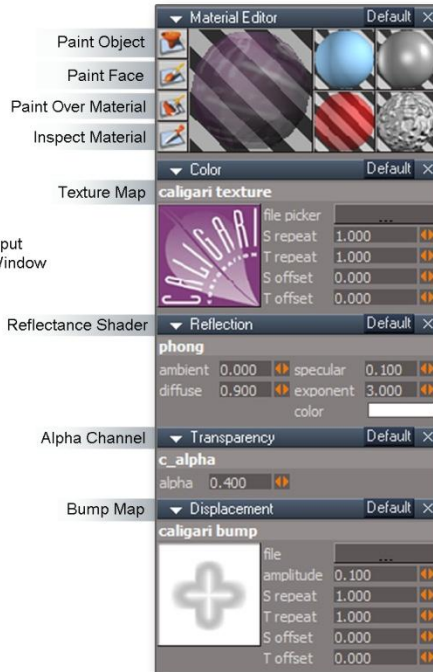 Material Editor Default ×
Paint Object
Paint Face
Paint Over Material
Inspect Material
Color Default ×
Texture Map
caligari texture
CALIGARI
file picker ...
S repeat 1.000
T repeat 1.000
S offset 0.000
T offset 0.000
put
Window
Reflectance Shader
Reflection Default ×
phong
ambient 0.000 specular 0.100
diffuse 0.900 exponent 3.000
color
Alpha Channel
Transparency Default ×
c_alpha
alpha 0.400
Bump Map
Displacement Default ×
caligari bump
file ...
amplitude 0.100
S repeat 1.000
T repeat 1.000
S offset 0.000
T offset 0.000